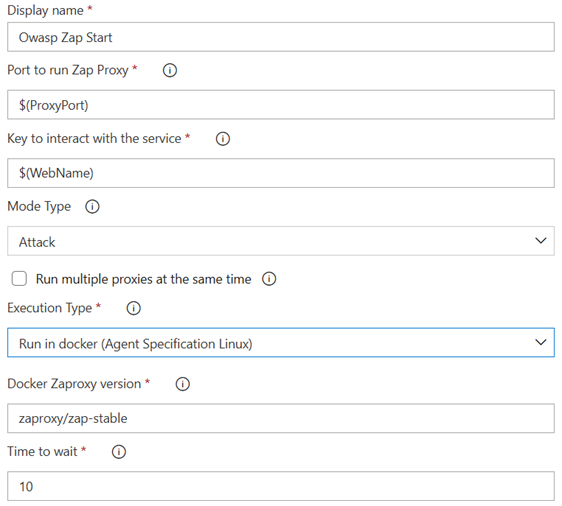 Display name *
Owasp Zap Start
Port to run Zap Proxy *
$(ProxyPort)
Key to interact with the service *
$(WebName)
Mode Type
Attack
Run multiple proxies at the same time
Execution Type *
Run in docker (Agent Specification Linux)
Docker Zaproxy version *
zaproxy/zap-stable
Time to wait *
10